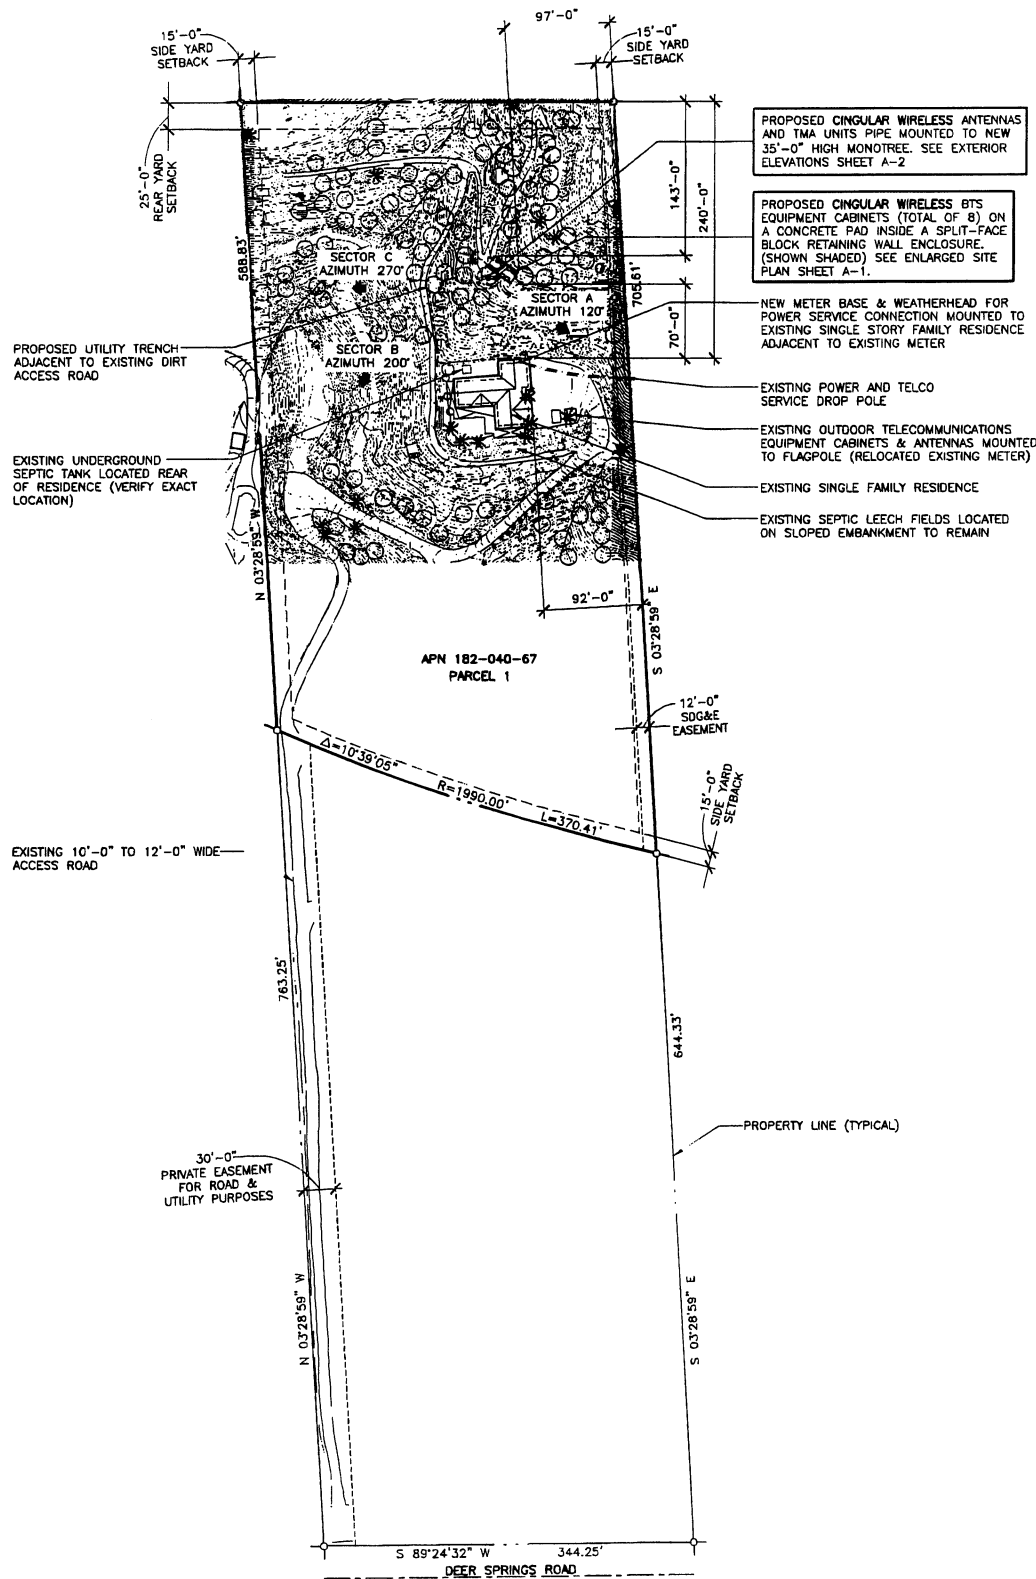 97'-0"
15'-0"
SIDE YARD
SETBACK
15'-0"
SIDE YARD
SETBACK
25'-0"
REAR YARD
SETBACK
143'-0"
240'-0"
70'-0"
PROPOSED CINGULAR WIRELESS ANTENNAS
AND TMA UNITS PIPE MOUNTED TO NEW
35'-0" HIGH MONOTREE. SEE EXTERIOR
ELEVATIONS SHEET A-2
PROPOSED CINGULAR WIRELESS BTS
EQUIPMENT CABINETS (TOTAL OF 8) ON
A CONCRETE PAD INSIDE A SPLIT-FACE
BLOCK RETAINING WALL ENCLOSURE.
(SHOWN SHADED) SEE ENLARGED SITE
PLAN SHEET A-1.
588.83'
705.61'
SECTOR C
AZIMUTH 270°
SECTOR A
AZIMUTH 120°
SECTOR B
AZIMUTH 200°
NEW METER BASE & WEATHERHEAD FOR
POWER SERVICE CONNECTION MOUNTED TO
EXISTING SINGLE STORY FAMILY RESIDENCE
ADJACENT TO EXISTING METER
PROPOSED UTILITY TRENCH
ADJACENT TO EXISTING DIRT
ACCESS ROAD
EXISTING POWER AND TELCO
SERVICE DROP POLE
EXISTING OUTDOOR TELECOMMUNICATIONS
EQUIPMENT CABINETS & ANTENNAS MOUNTED
TO FLAGPOLE (RELOCATED EXISTING METER)
EXISTING UNDERGROUND
SEPTIC TANK LOCATED REAR
OF RESIDENCE (VERIFY EXACT
LOCATION)
EXISTING SINGLE FAMILY RESIDENCE
EXISTING SEPTIC LEECH FIELDS LOCATED
ON SLOPED EMBANKMENT TO REMAIN
N 03°28'59" W
92'-0"
S 03°28'59" E
APN 182-040-67
PARCEL 1
12'-0"
SDG&E
EASEMENT
Δ=10°39'05"
R=1990.00'
L=370.41'
15'-0"
SIDE YARD
SETBACK
EXISTING 10'-0" TO 12'-0" WIDE
ACCESS ROAD
763.25'
644.33'
PROPERTY LINE (TYPICAL)
30'-0"
PRIVATE EASEMENT
FOR ROAD &
UTILITY PURPOSES
N 03°28'59" W
S 03°28'59" E
S 89°24'32" W
344.25'
DEER SPRINGS ROAD